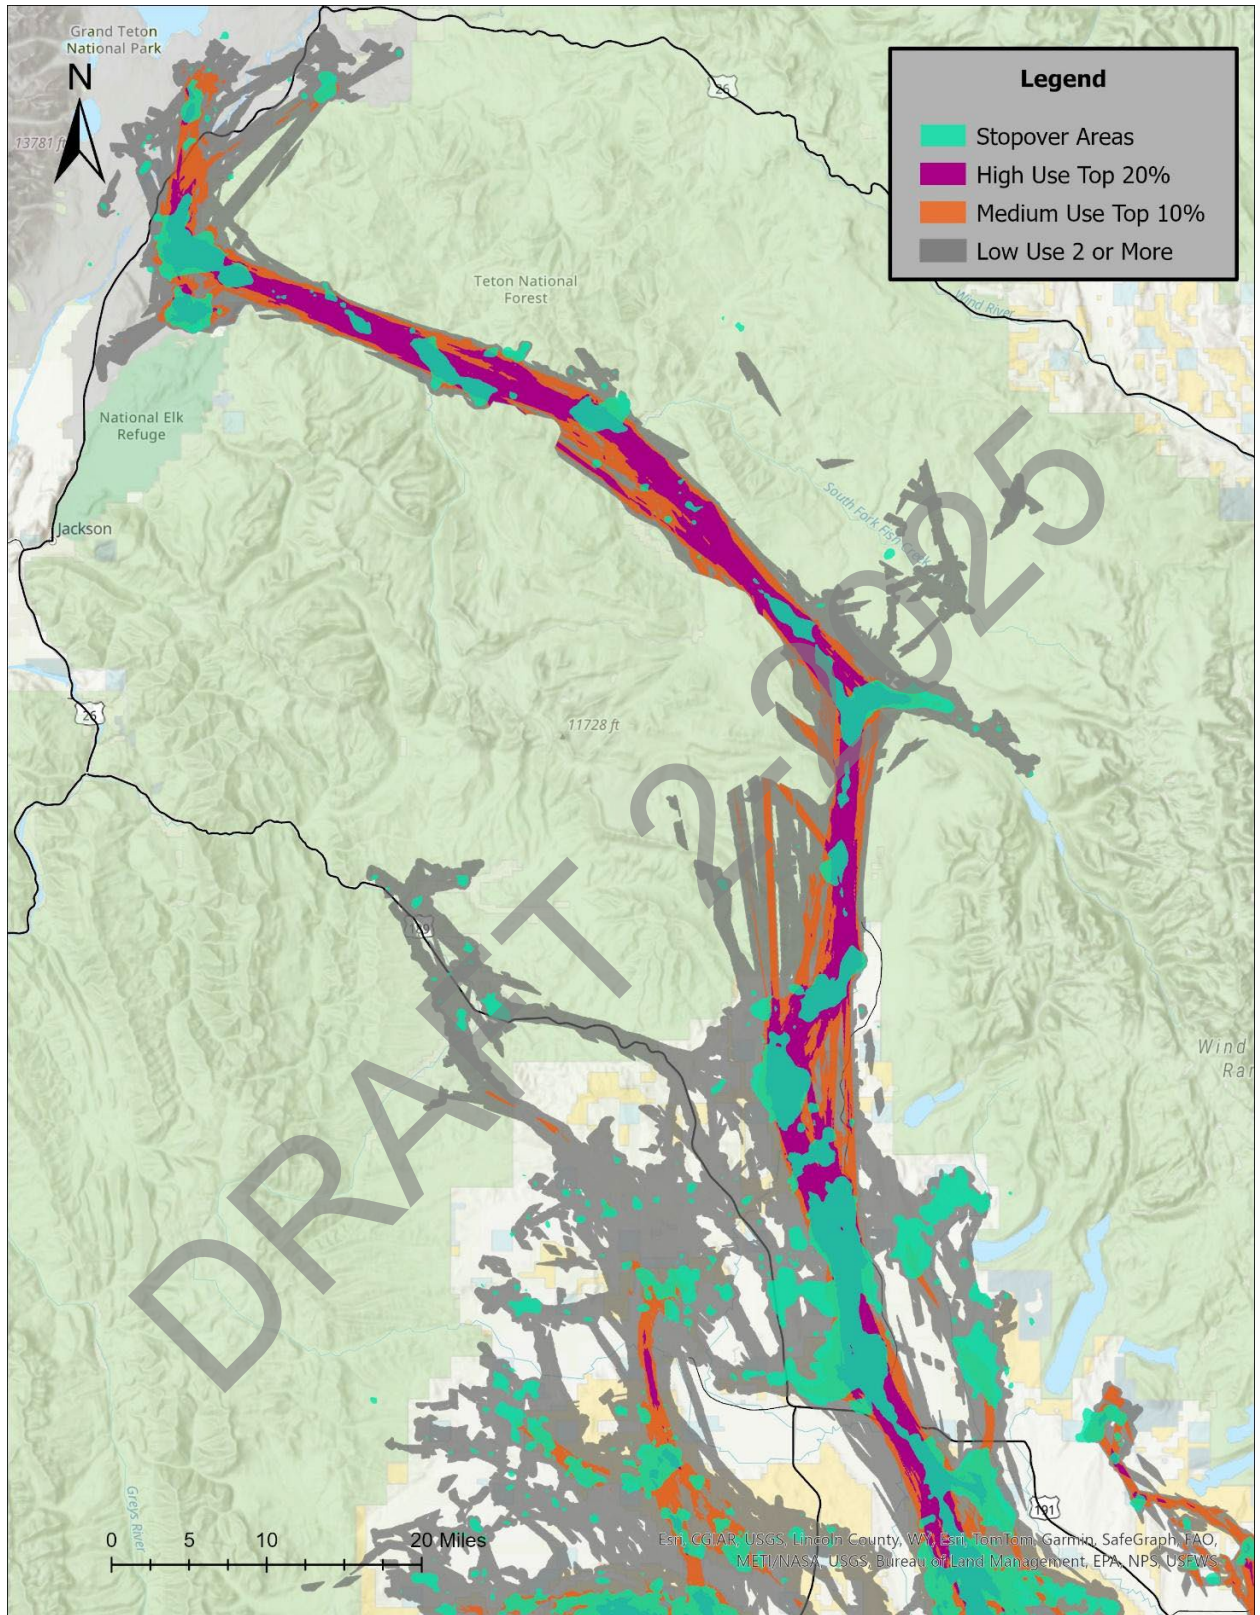 Grand Teton
National Park
N
13781 ft
26
Legend
Stopover Areas
High Use Top 20%
Medium Use Top 10%
Low Use 2 or More
Teton National
Forest
Wind River
National Elk
Refuge
Jackson
South Fork Fish Creek
26
11728 ft
189
Wind
Ran
DRAFT 2-2025
Greys River
191
0 5 10 20 Miles
Esri, CGIAR, USGS, Lincoln County, WY, Esri, TomTom, Garmin, SafeGraph, FAO,
METI/NASA, USGS, Bureau of Land Management, EPA, NPS, USFWS